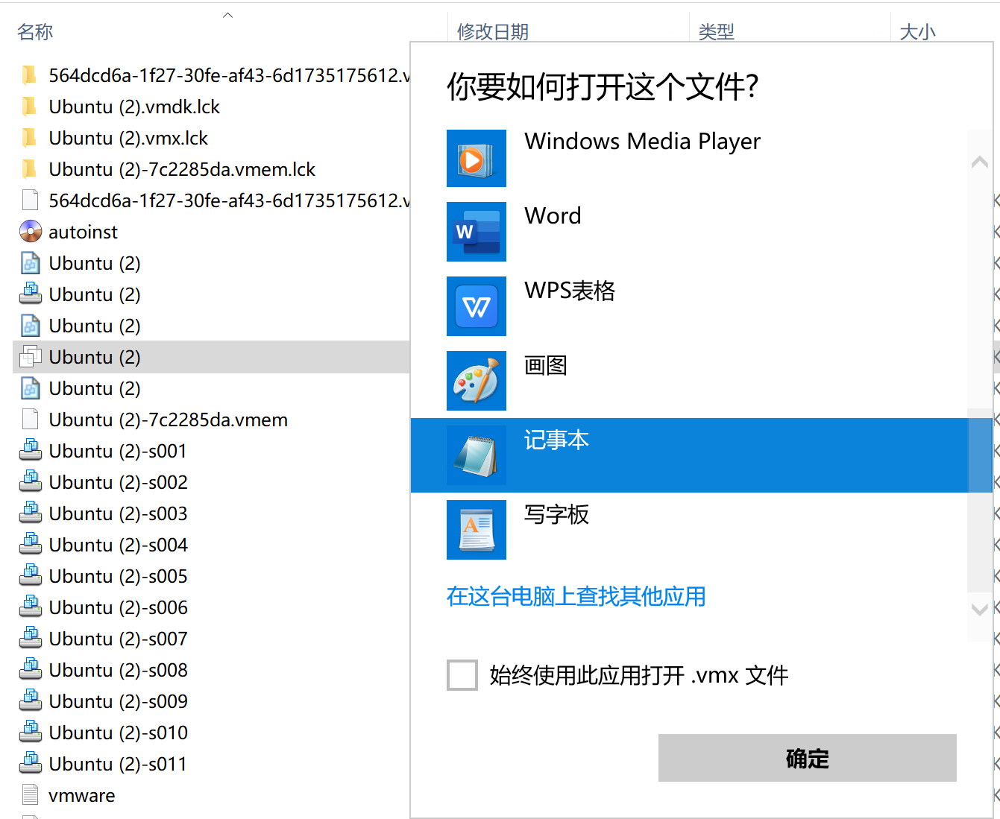 名称
修改日期
类型
大小
564dcd6a-1f27-30fe-af43-6d1735175612.v
Ubuntu (2).vmdk.lck
Ubuntu (2).vmx.lck
Ubuntu (2)-7c2285da.vmem.lck
564dcd6a-1f27-30fe-af43-6d1735175612.v
autoinst
Ubuntu (2)
Ubuntu (2)
Ubuntu (2)
Ubuntu (2)
Ubuntu (2)
Ubuntu (2)-7c2285da.vmem
Ubuntu (2)-s001
Ubuntu (2)-s002
Ubuntu (2)-s003
Ubuntu (2)-s004
Ubuntu (2)-s005
Ubuntu (2)-s006
Ubuntu (2)-s007
Ubuntu (2)-s008
Ubuntu (2)-s009
Ubuntu (2)-s010
Ubuntu (2)-s011
vmware
你要如何打开这个文件?
Windows Media Player
Word
WPS表格
画图
记事本
写字板
在这台电脑上查找其他应用
始终使用此应用打开 .vmx 文件
确定